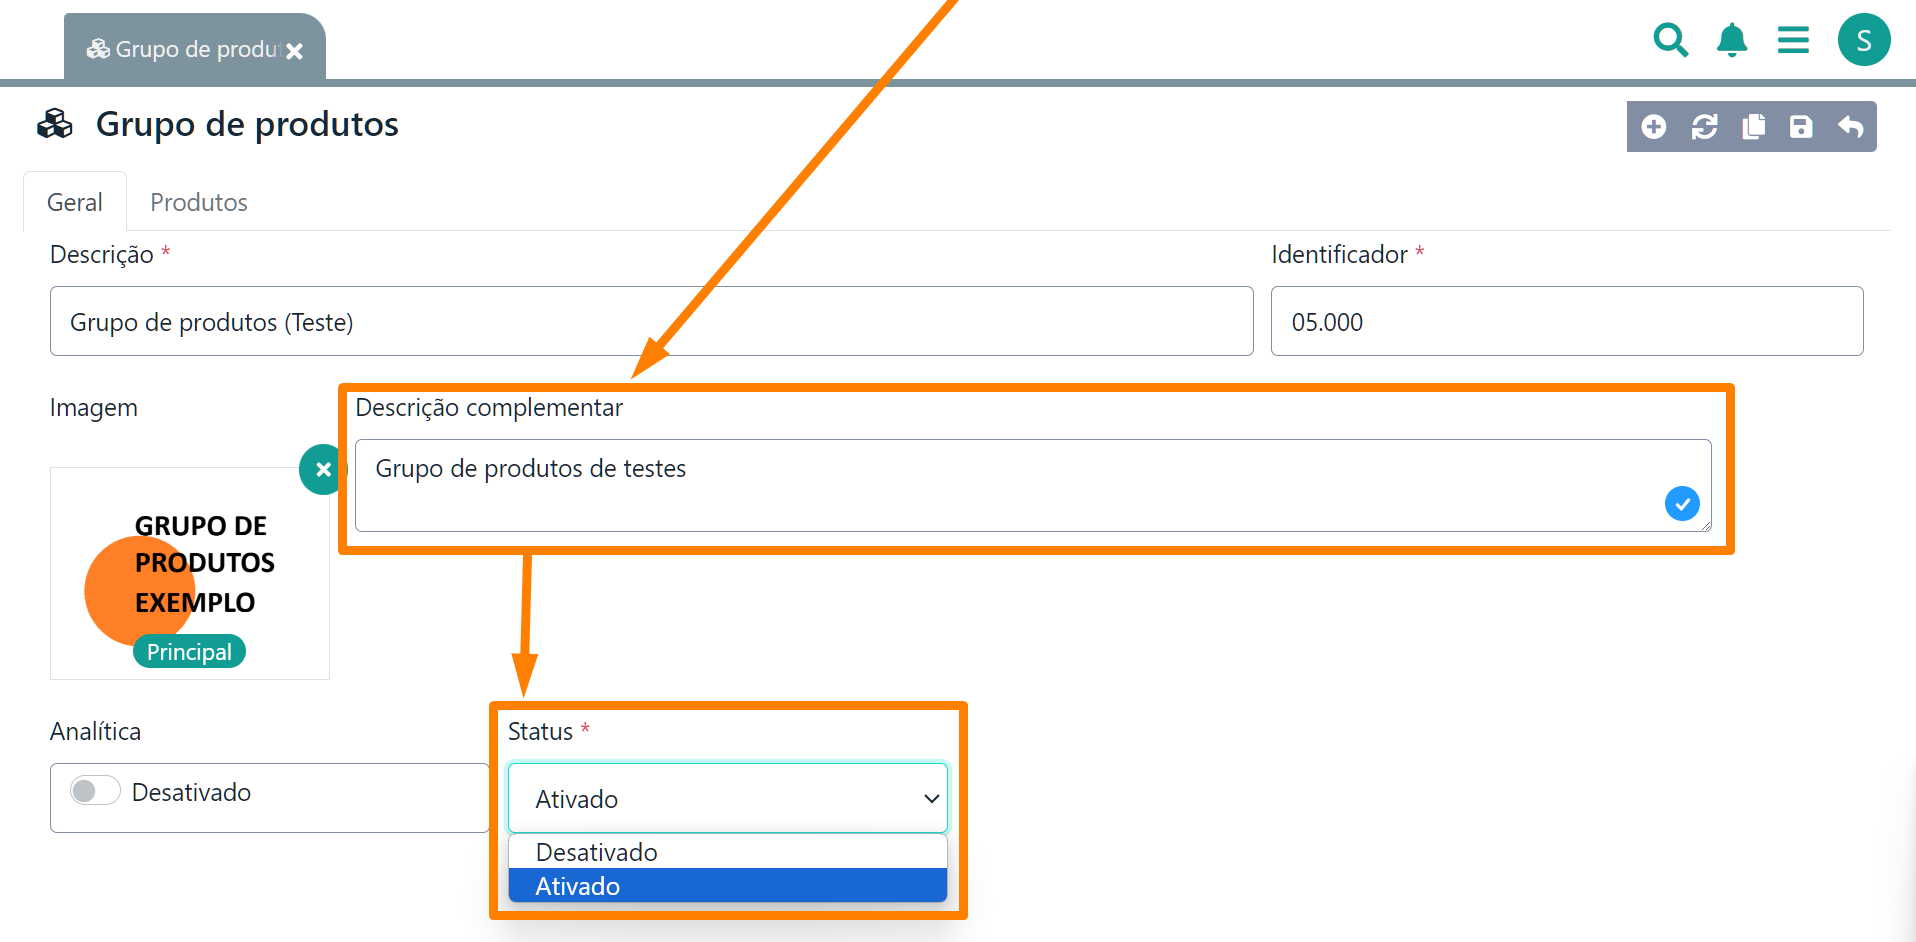 Grupo de produ
S
Grupo de produtos
Geral
Produtos
Descrição *
Identificador *
Grupo de produtos (Teste)
05.000
Imagem
Descrição complementar
Grupo de produtos de testes
GRUPO DE
PRODUTOS
EXEMPLO
Principal
Analítica
Status *
Desativado
Ativado
Desativado
Ativado